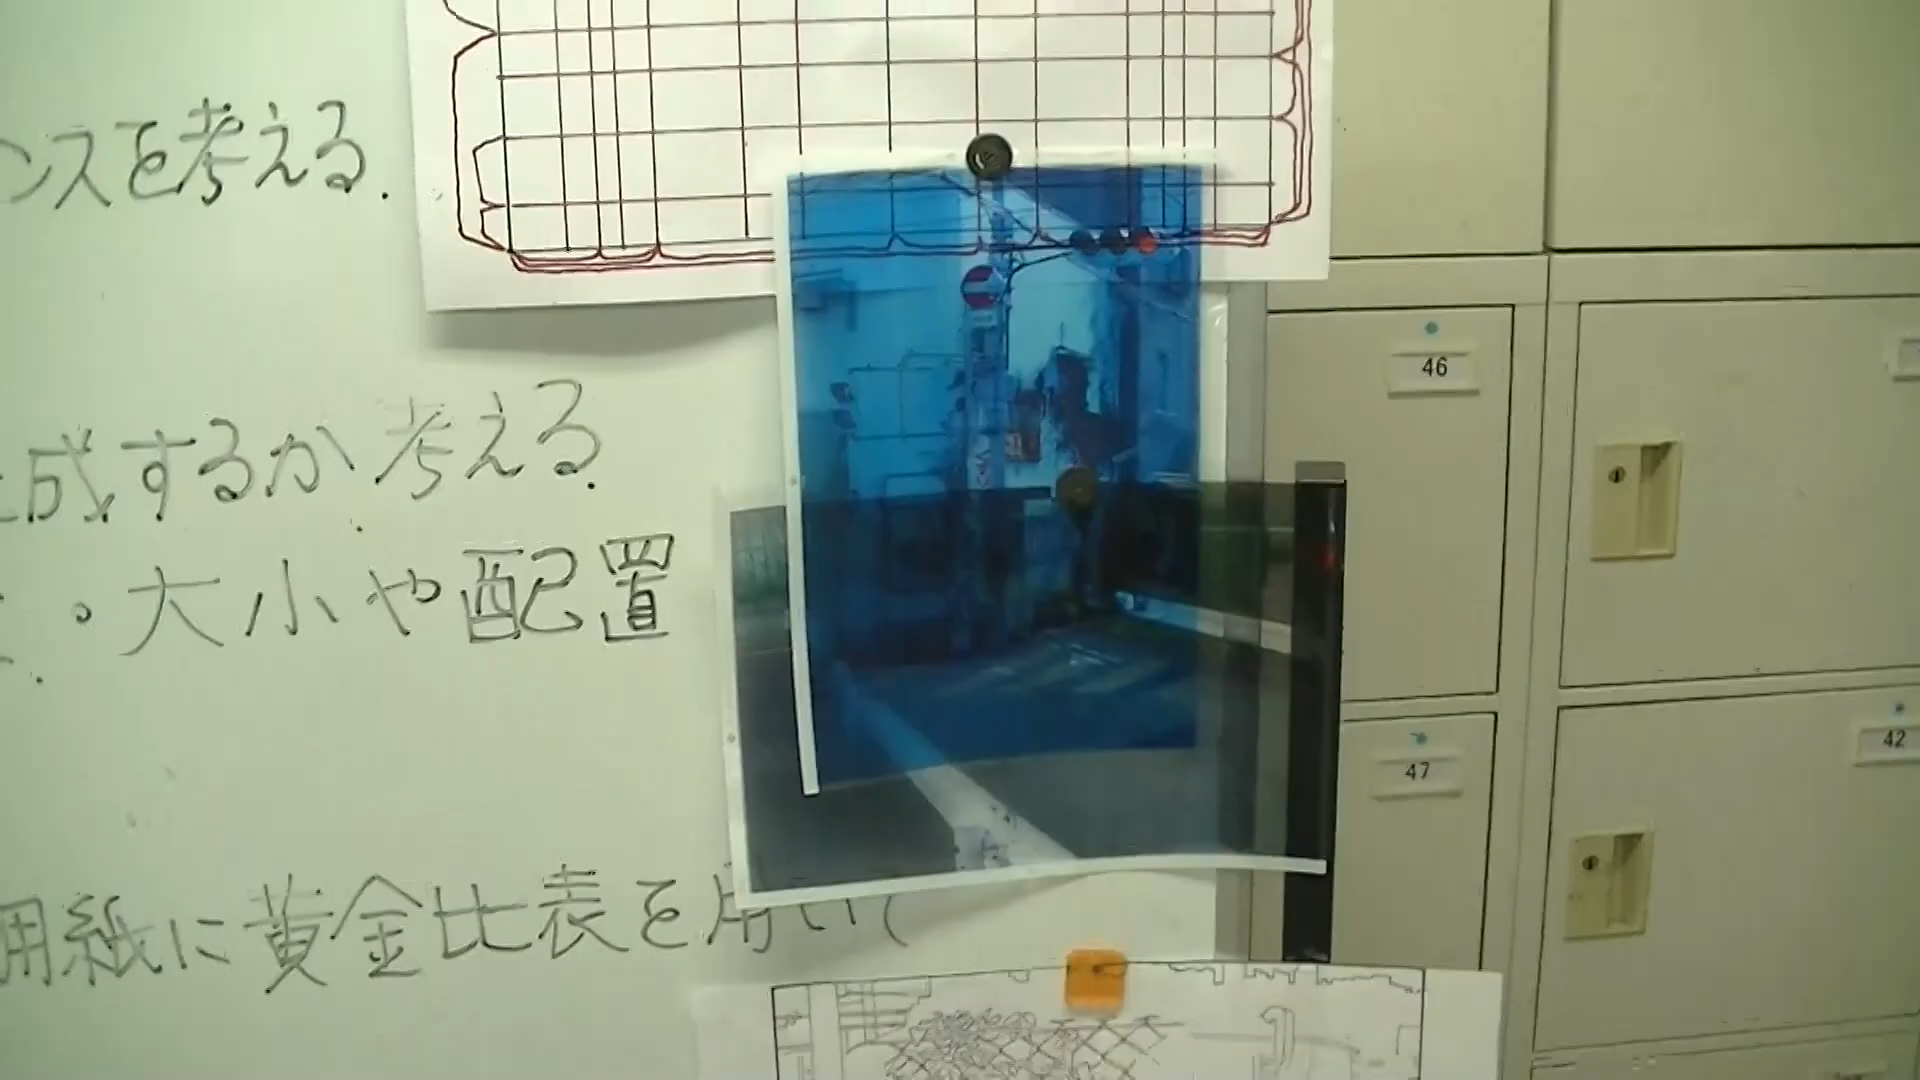 ンスを考える.
成するか考える.
・大小や配置
用紙に黄金比表を用いて
46
47
42